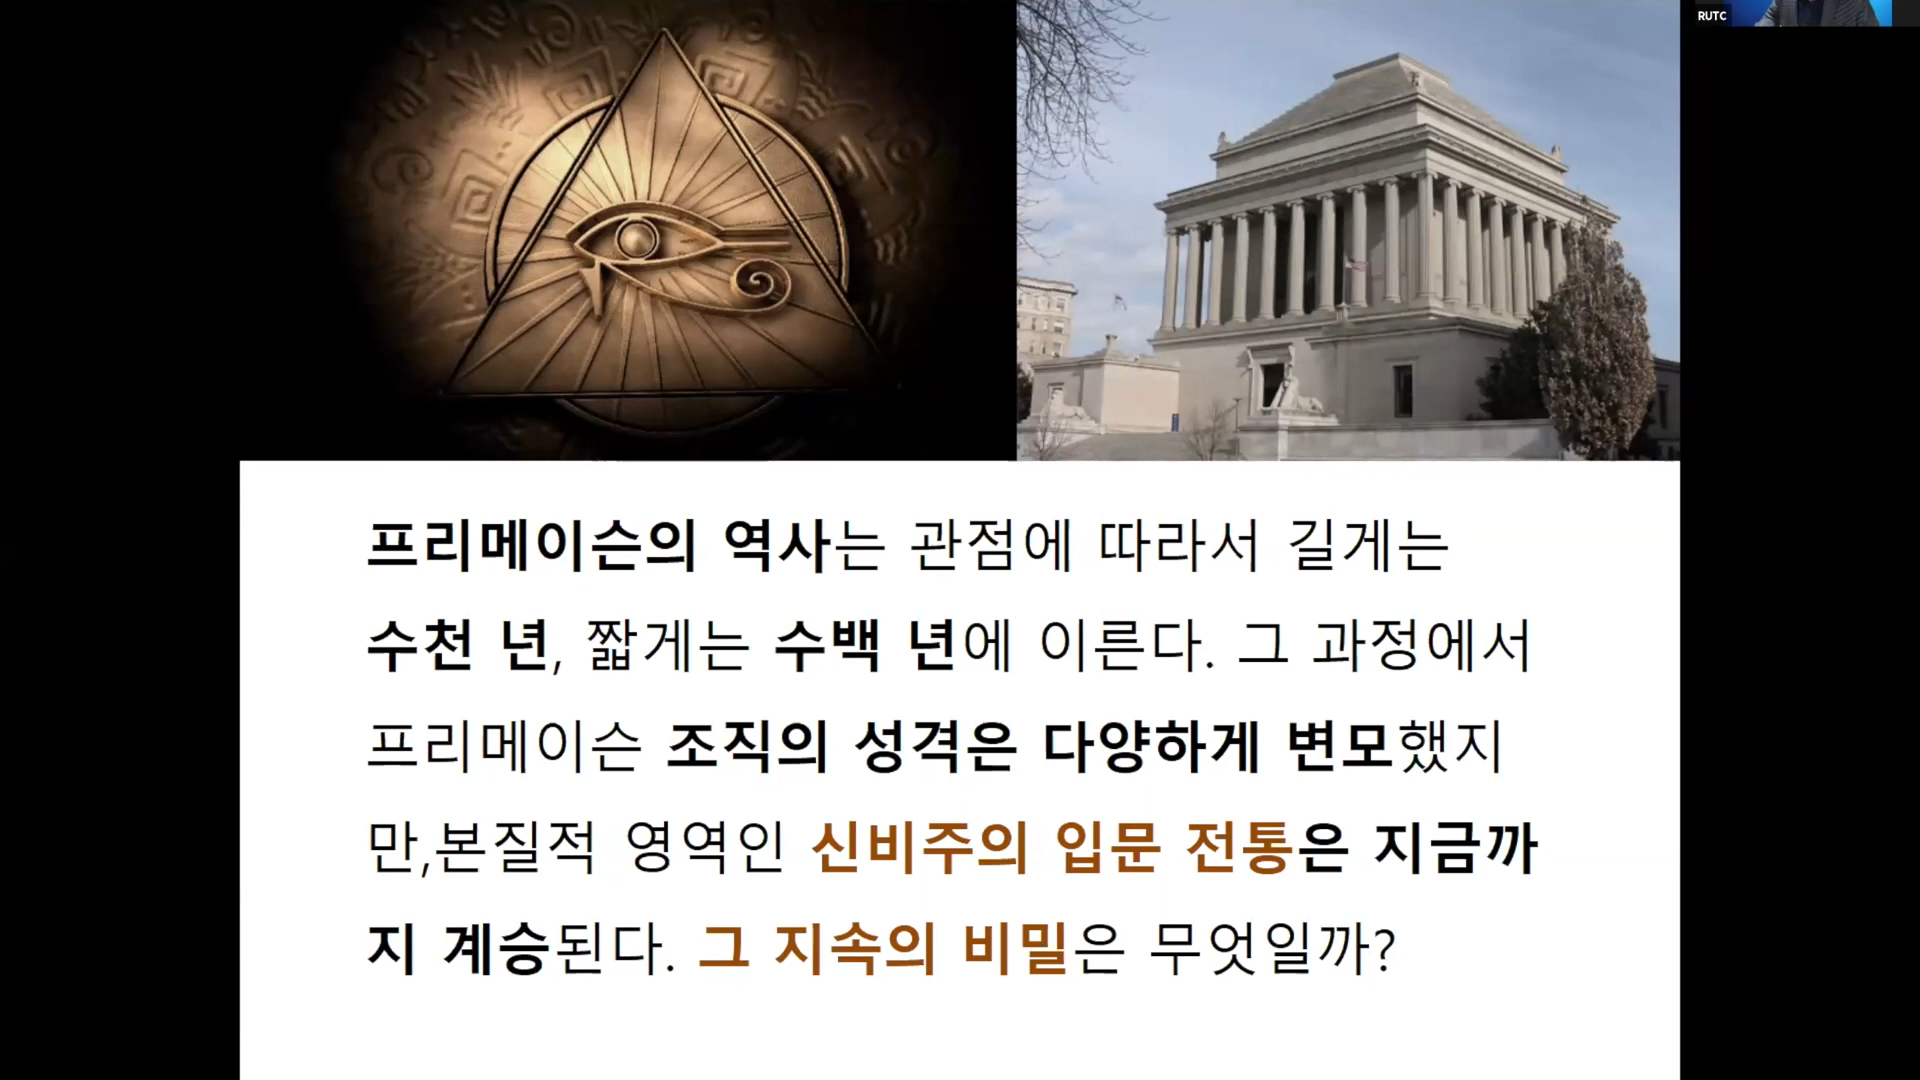 RUTC
프리메이슨의 역사는 관점에 따라서 길게는
수천 년, 짧게는 수백 년에 이른다. 그 과정에서
프리메이슨 조직의 성격은 다양하게 변모했지
만,본질적 영역인 신비주의 입문 전통은 지금까
지 계승된다. 그 지속의 비밀은 무엇일까?